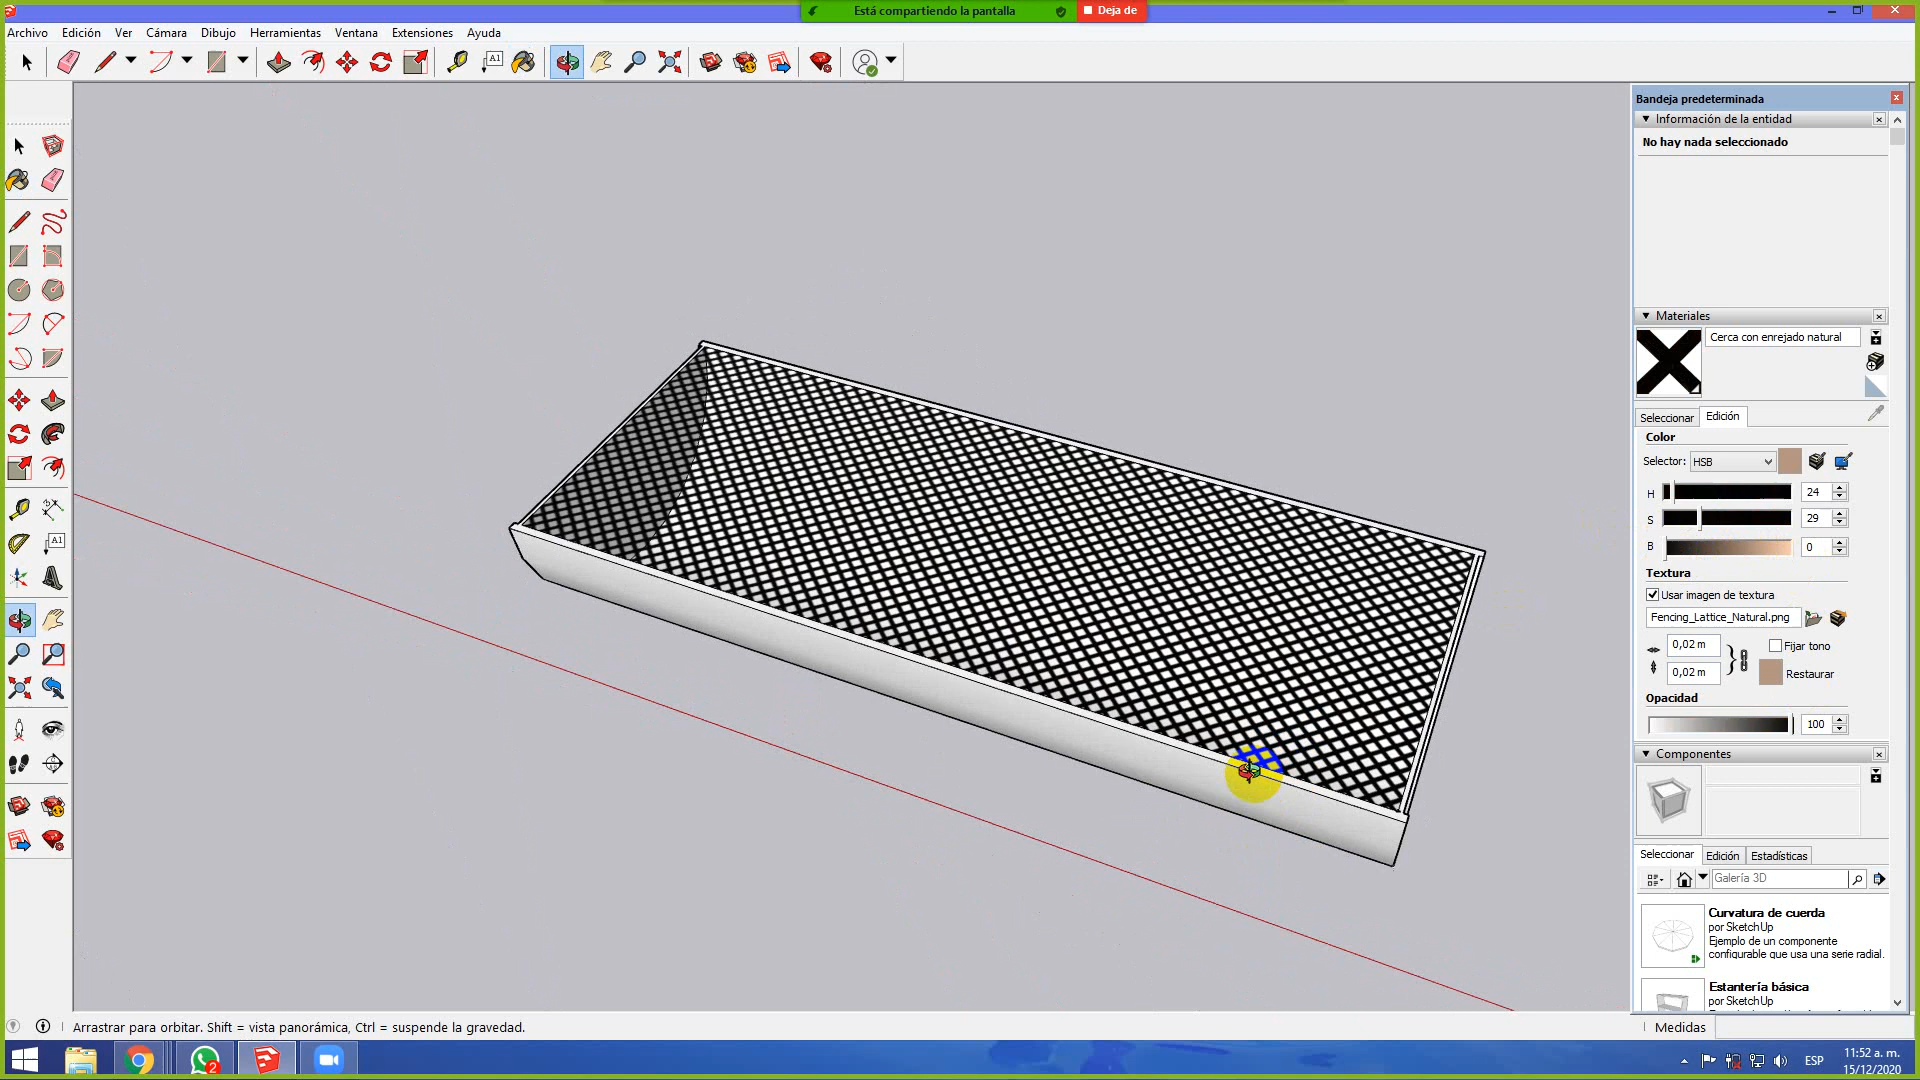 Está compartiendo la pantalla
Deja de
Archivo Edición Ver Cámara Dibujo Herramientas Ventana Extensiones Ayuda
A1
Bandeja predeterminada
Información de la entidad
No hay nada seleccionado
Materiales
Cerca con enrejado natural
Seleccionar Edición
Color
Selector: HSB
H 24
S 29
B 0
Textura
Usar imagen de textura
Fencing_Lattice_Natural.png
0,02 m Fijar tono
0,02 m Restaurar
Opacidad
100
Componentes
Seleccionar Edición Estadísticas
Galería 3D
Curvatura de cuerda
por SketchUp
Ejemplo de un componente
configurable que usa una serie radial.
Estantería básica
por SketchUp
A1
Arrastrar para orbitar. Shift = vista panorámica, Ctrl = suspende la gravedad.
Medidas
2
ESP
11:52 a. m.
15/12/2020